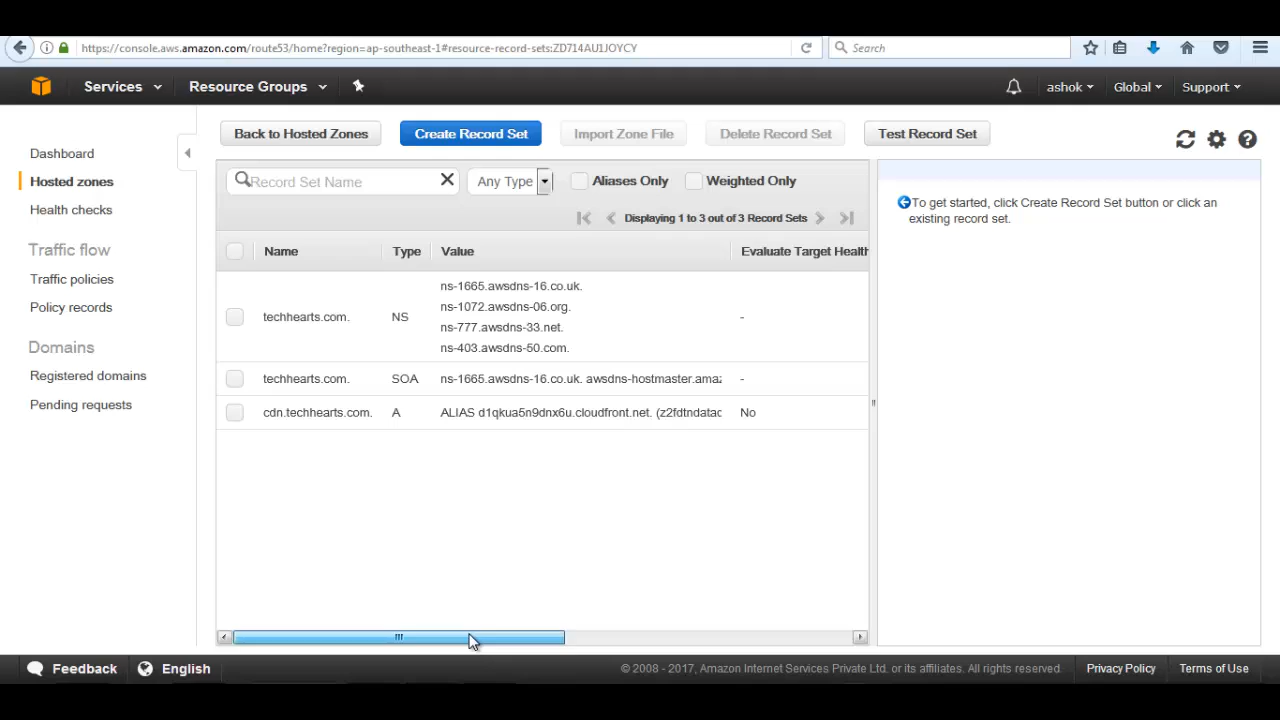 https://console.aws.amazon.com/route53/home?region=ap-southeast-1#resource-record-sets:ZD714AU1JOYCY
Search
Services
Resource Groups
ashok
Global
Support
Dashboard
Hosted zones
Health checks
Traffic flow
Traffic policies
Policy records
Domains
Registered domains
Pending requests
Back to Hosted Zones
Create Record Set
Import Zone File
Delete Record Set
Test Record Set
Record Set Name
Any Type
Aliases Only
Weighted Only
Displaying 1 to 3 out of 3 Record Sets
Name Type Value Evaluate Target Health
techhearts.com. NS
ns-1665.awsdns-16.co.uk.
ns-1072.awsdns-06.org.
ns-777.awsdns-33.net.
ns-403.awsdns-50.com.
-
techhearts.com. SOA ns-1665.awsdns-16.co.uk. awsdns-hostmaster.amaz -
cdn.techhearts.com. A ALIAS d1qkua5n9dnx6u.cloudfront.net. (z2fdtndatac No
To get started, click Create Record Set button or click an
existing record set.
Feedback
English
© 2008 - 2017, Amazon Internet Services Private Ltd. or its affiliates. All rights reserved.
Privacy Policy
Terms of Use